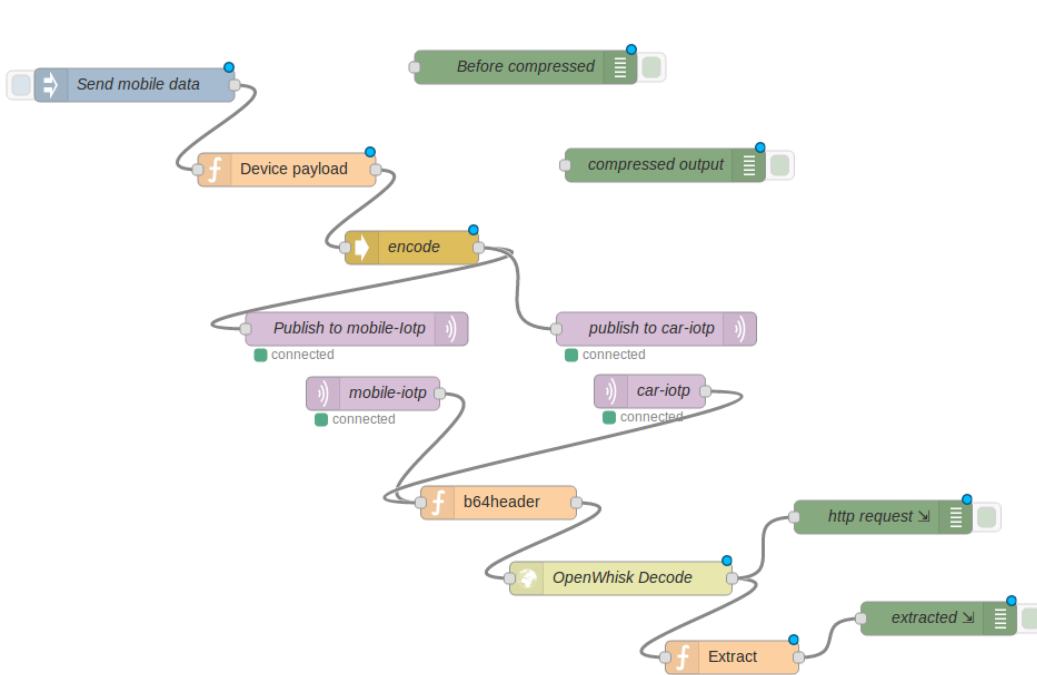 Before compressed
Send mobile data
compressed output
Device payload
encode
Publish to mobile-Iotp
publish to car-iotp
connected
connected
mobile-iotp
car-iotp
connected
connected
b64header
http request ⇲
OpenWhisk Decode
extracted ⇲
Extract